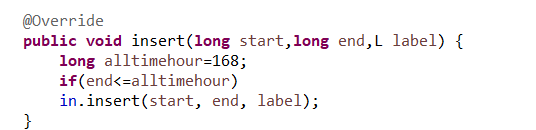 @Override
public void insert(long start,long end,L label) {
    long alltimehour=168;
    if(end<=alltimehour)
    in.insert(start, end, label);
}